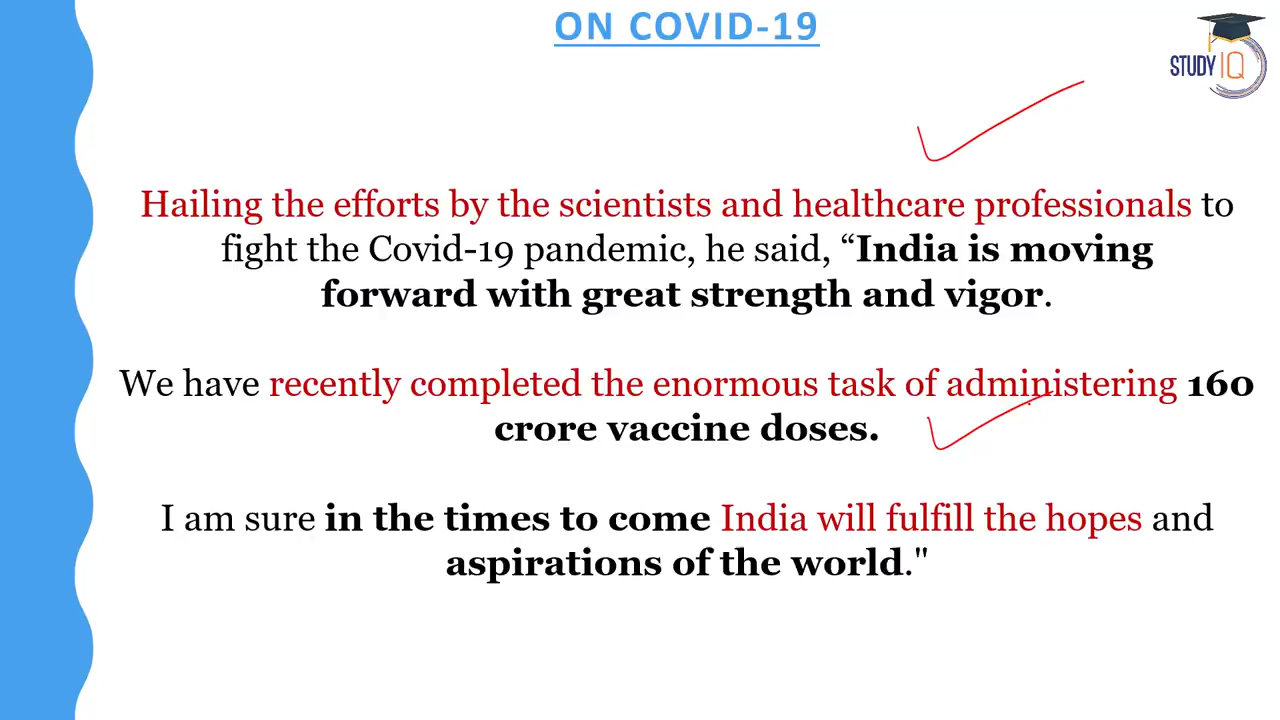 ON COVID-19
STUDY IQ
Hailing the efforts by the scientists and healthcare professionals to
fight the Covid-19 pandemic, he said, “India is moving
forward with great strength and vigor.
We have recently completed the enormous task of administering 160
crore vaccine doses.
I am sure in the times to come India will fulfill the hopes and
aspirations of the world."